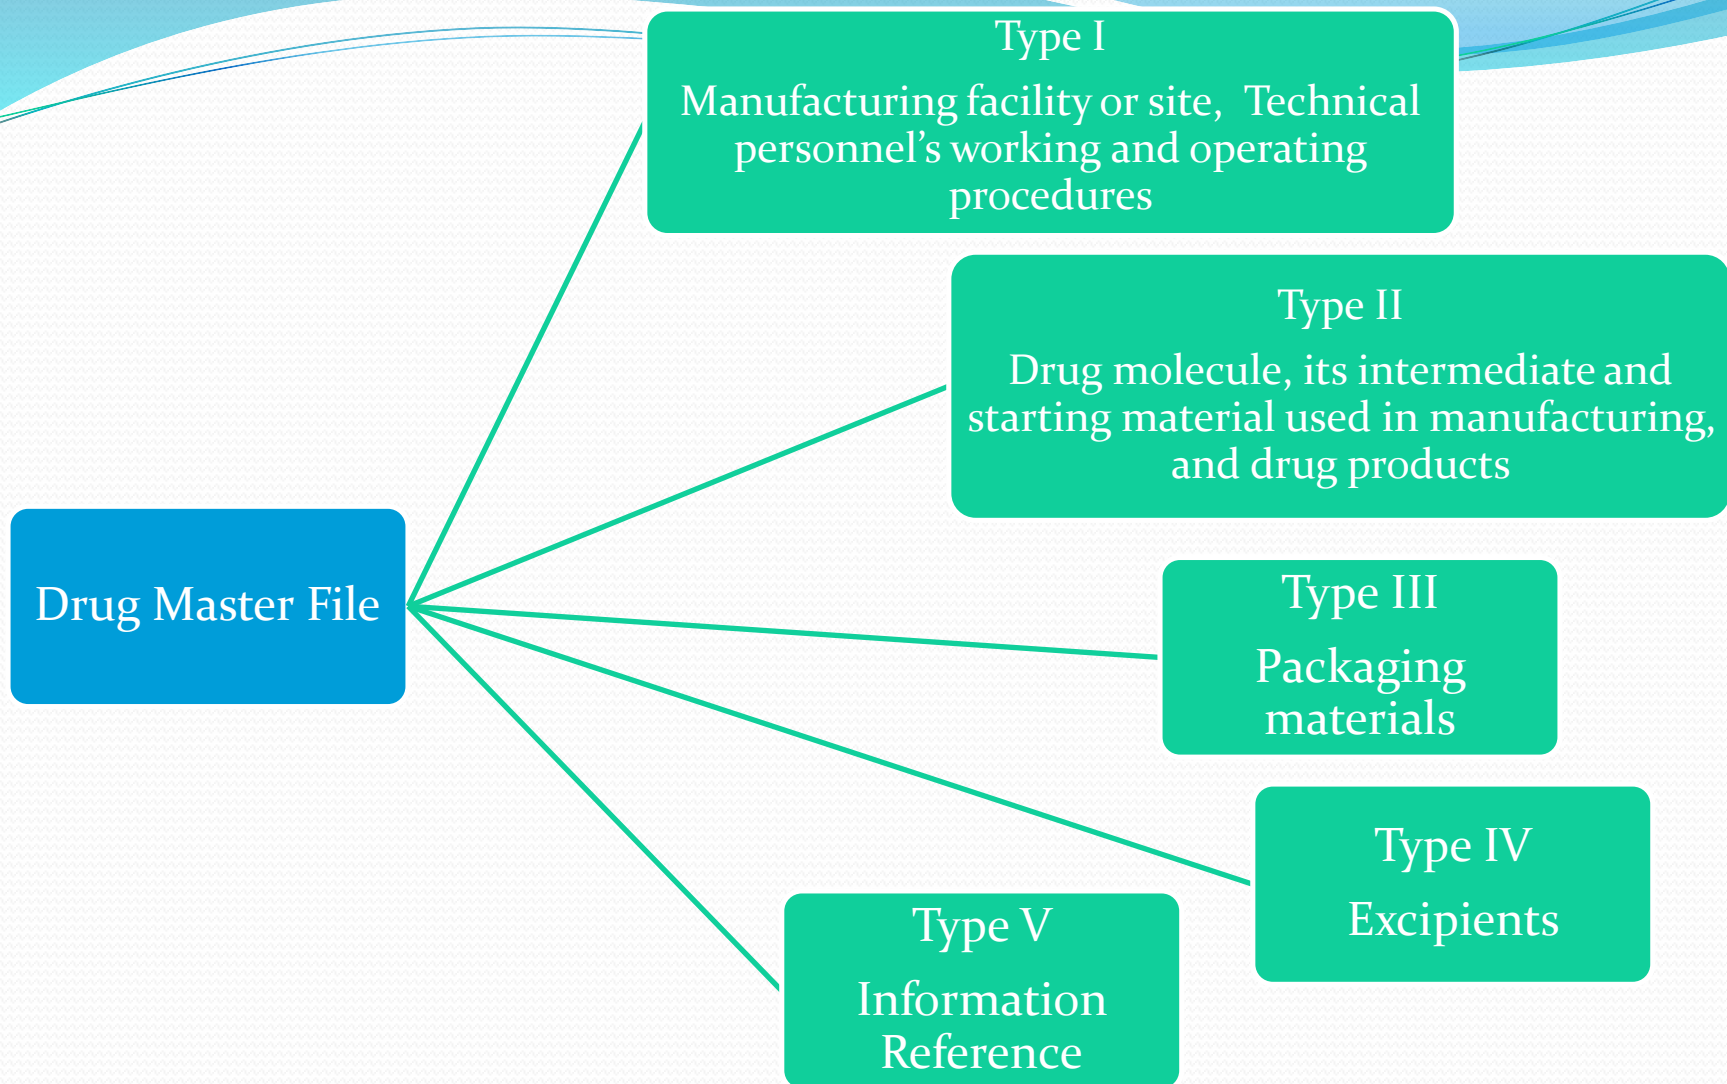 Type I
Manufacturing facility or site, Technical
personnel’s working and operating
procedures
Type II
Drug molecule, its intermediate and
starting material used in manufacturing,
and drug products
Drug Master File
Type III
Packaging
materials
Type IV
Excipients
Type V
Information
Reference